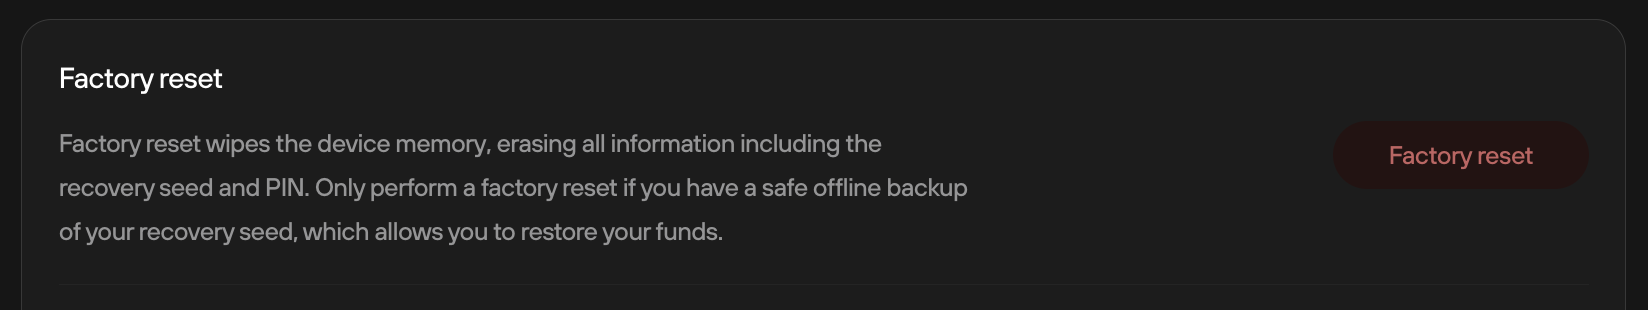 Factory reset
Factory reset wipes the device memory, erasing all information including the
recovery seed and PIN. Only perform a factory reset if you have a safe offline backup
of your recovery seed, which allows you to restore your funds.
Factory reset